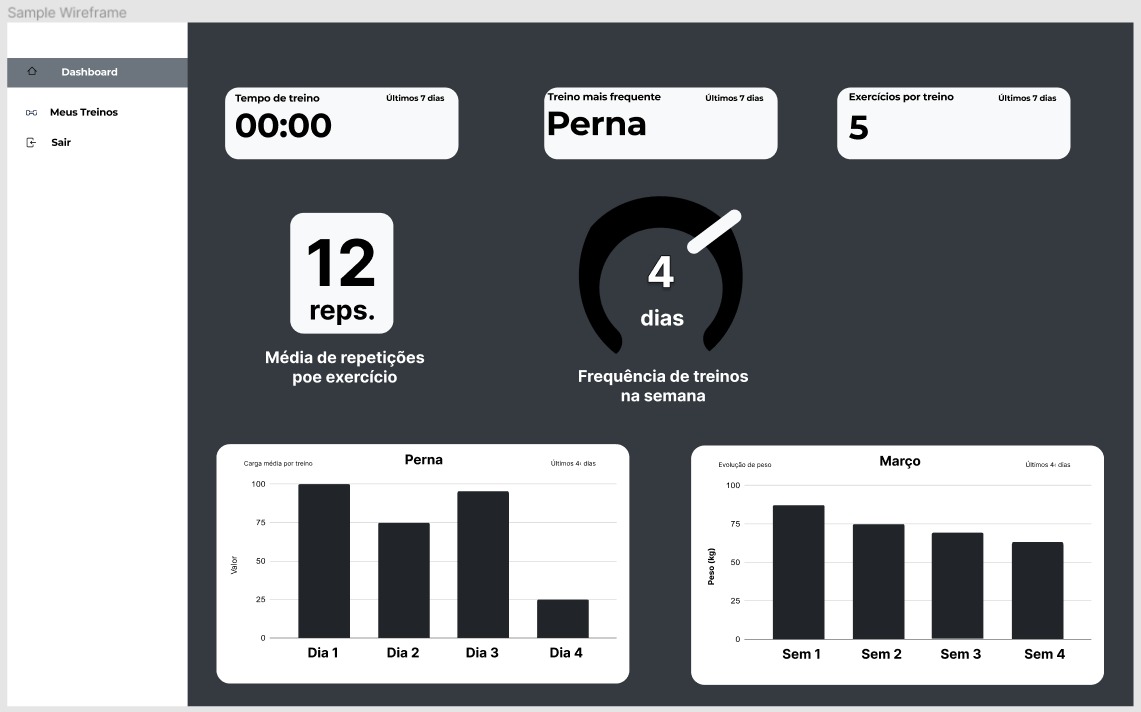 Sample Wireframe
Dashboard
Meus Treinos
Sair
Tempo de treino
Últimos 7 dias
00:00
Treino mais frequente
Últimos 7 dias
Perna
Exercícios por treino
Últimos 7 dias
5
12
reps.
Média de repetições
poe exercício
4
dias
Frequência de treinos
na semana
Carga média por treino
Perna
Últimos 4 dias
Valor
100
75
50
25
0
Dia 1
Dia 2
Dia 3
Dia 4
Evolução de peso
Março
Últimos 4 dias
Peso (kg)
100
75
50
25
0
Sem 1
Sem 2
Sem 3
Sem 4